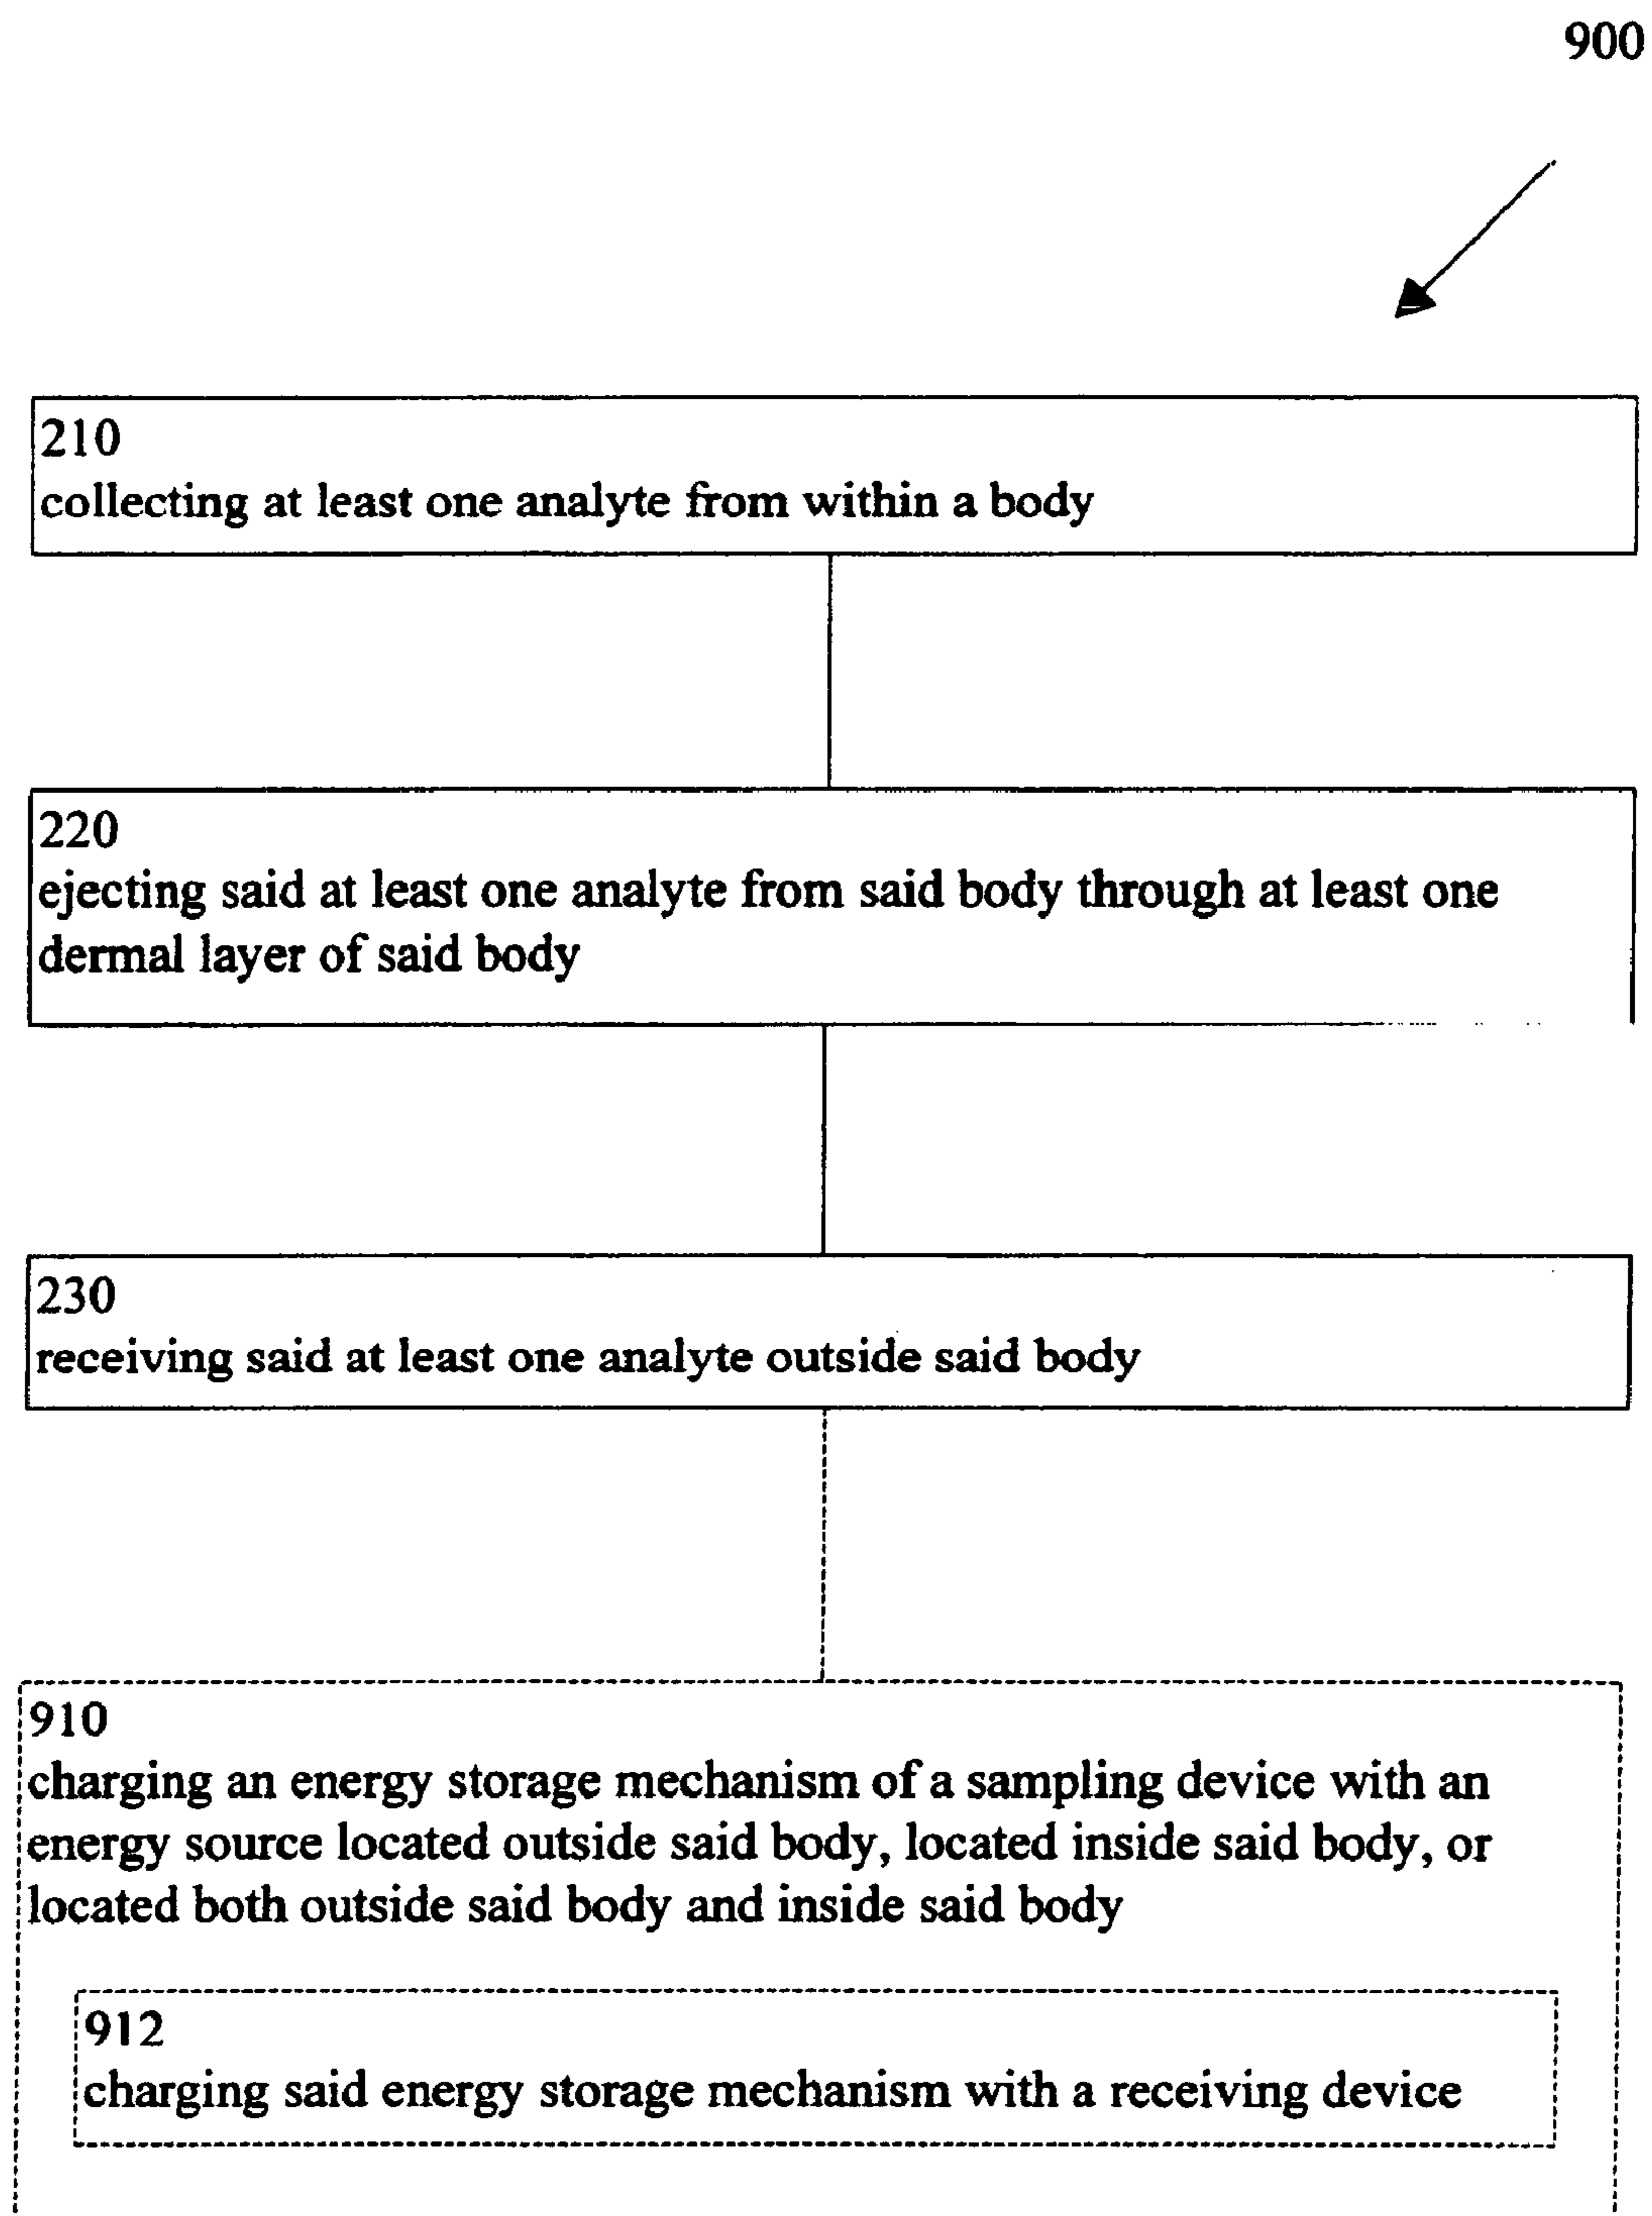 900
210
collecting at least one analyte from within a body
220
ejecting said at least one analyte from said body through at least one
dermal layer of said body
230
receiving said at least one analyte outside said body
910
charging an energy storage mechanism of a sampling device with an
energy source located outside said body, located inside said body, or
located both outside said body and inside said body
912
charging said energy storage mechanism with a receiving device